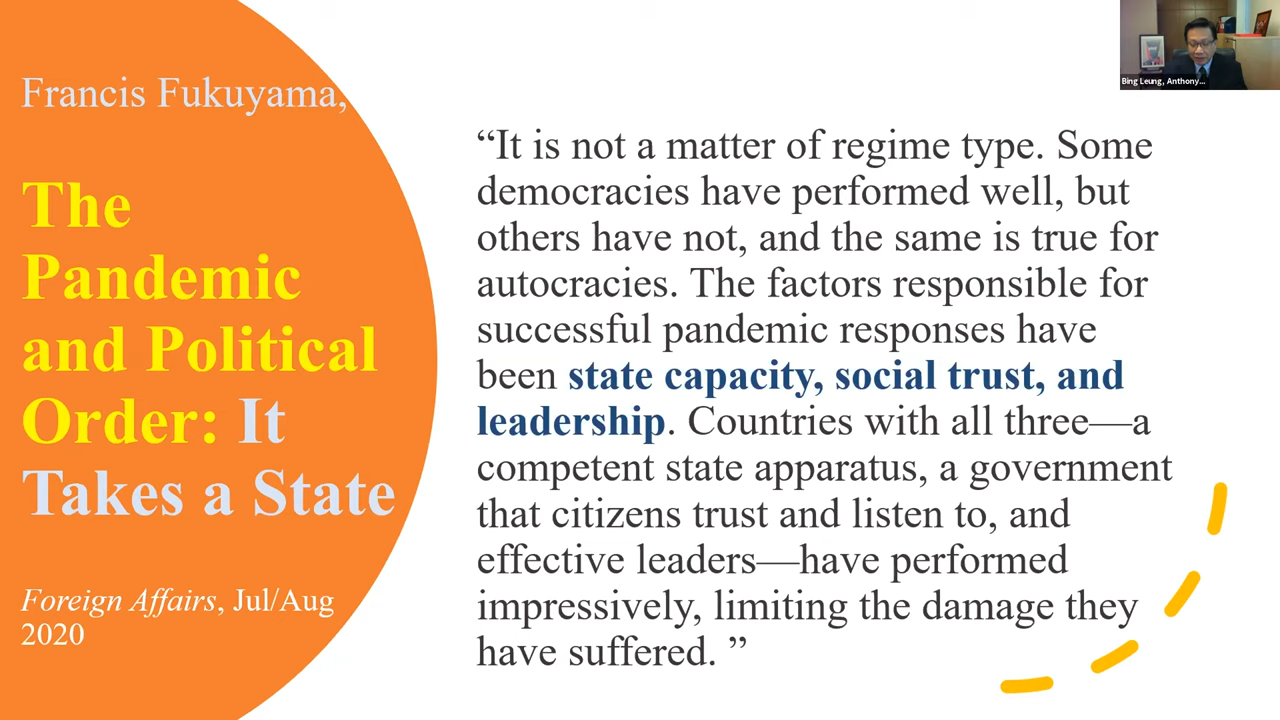 Francis Fukuyama,
The
Pandemic
and Political
Order: It
Takes a State
Foreign Affairs, Jul/Aug
2020
“It is not a matter of regime type. Some
democracies have performed well, but
others have not, and the same is true for
autocracies. The factors responsible for
successful pandemic responses have
been state capacity, social trust, and
leadership. Countries with all three—a
competent state apparatus, a government
that citizens trust and listen to, and
effective leaders—have performed
impressively, limiting the damage they
have suffered. ”
Bing Leung, Anthony...